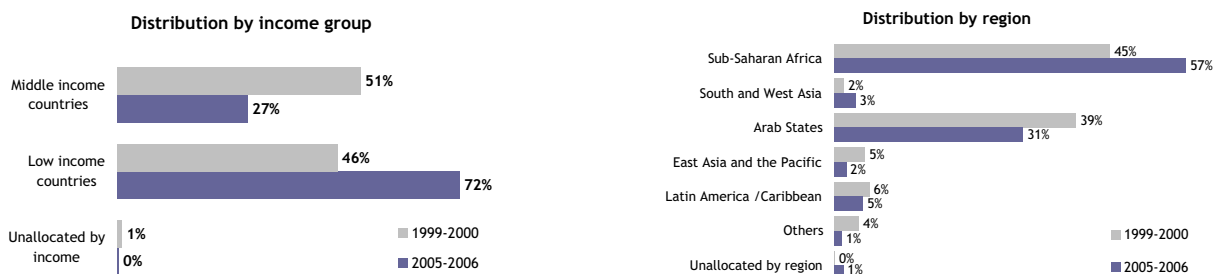 Distribution by income group
Middle income
countries
51%
27%
Low income
countries
46%
72%
Unallocated by
income
1%
0%
1999-2000
2005-2006
Distribution by region
Sub-Saharan Africa
45%
57%
South and West Asia
2%
3%
Arab States
39%
31%
East Asia and the Pacific
5%
2%
Latin America /Caribbean
6%
5%
Others
4%
1%
Unallocated by region
0%
1%
1999-2000
2005-2006